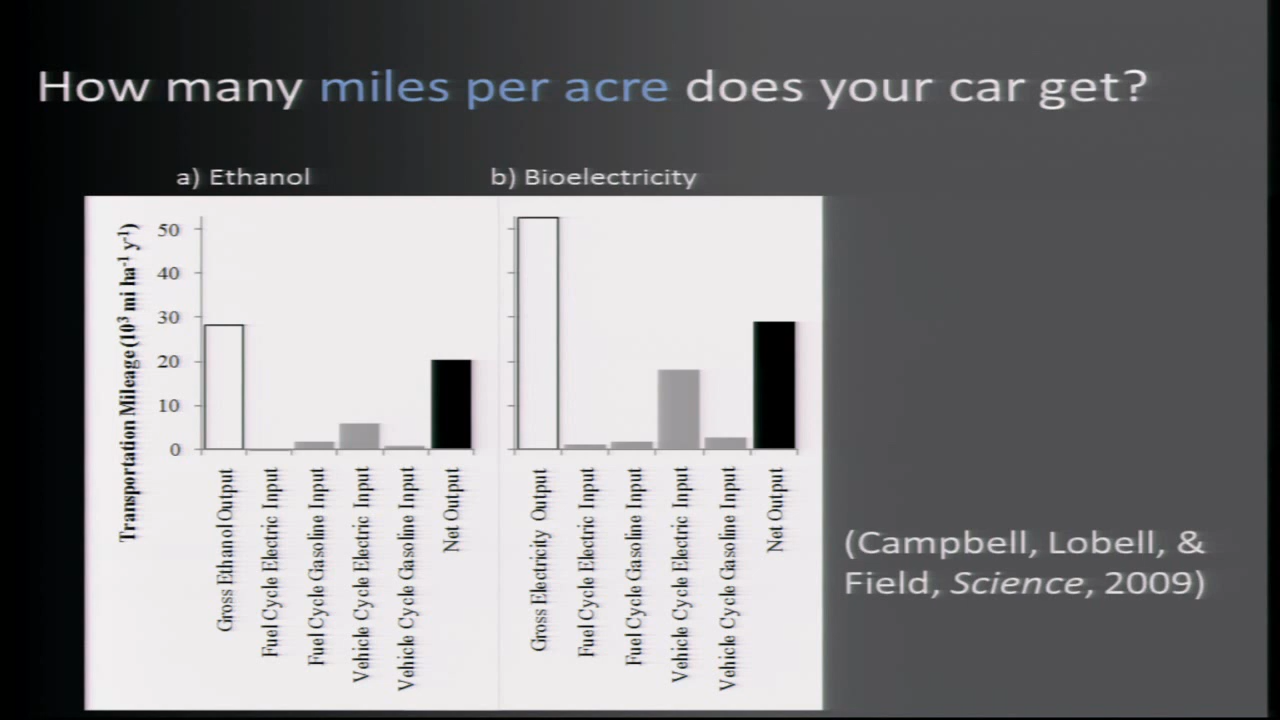 How many miles per acre does your car get?
a) Ethanol
b) Bioelectricity
Transportation Mileage (10³ mi ha⁻¹ y⁻¹)
50
40
30
20
10
0
Gross Ethanol Output
Fuel Cycle Electric Input
Fuel Cycle Gasoline Input
Vehicle Cycle Electric Input
Vehicle Cycle Gasoline Input
Net Output
Gross Electricity Output
Fuel Cycle Electric Input
Fuel Cycle Gasoline Input
Vehicle Cycle Electric Input
Vehicle Cycle Gasoline Input
Net Output
(Campbell, Lobell, &
Field, Science, 2009)